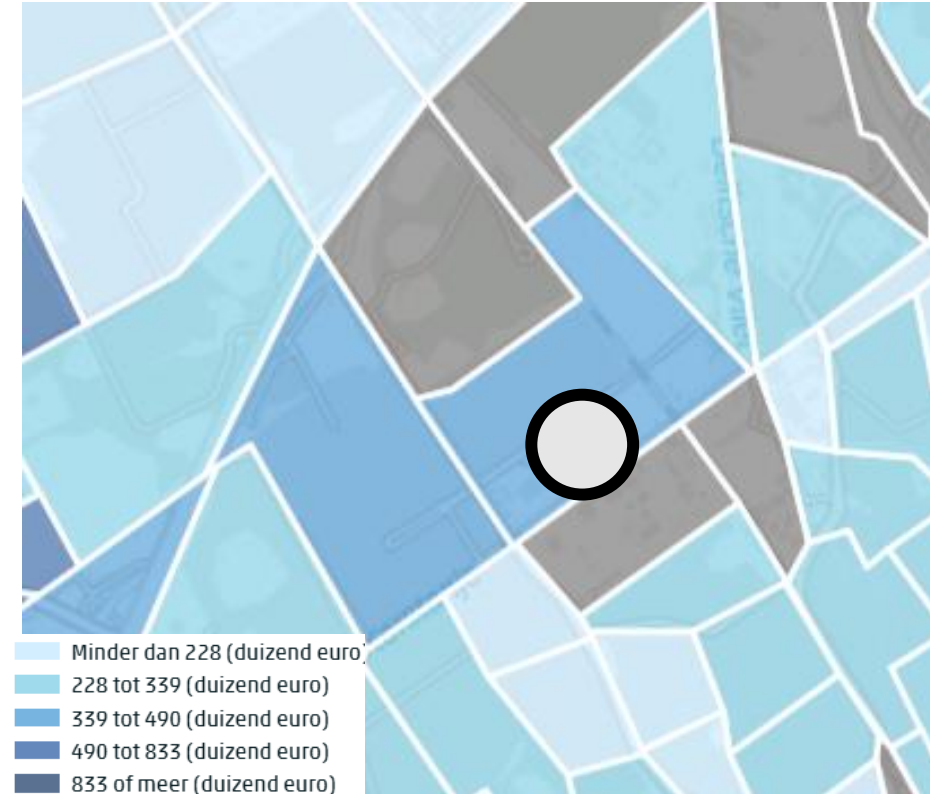 Minder dan 228 (duizend euro)
228 tot 339 (duizend euro)
339 tot 490 (duizend euro)
490 tot 833 (duizend euro)
833 of meer (duizend euro)